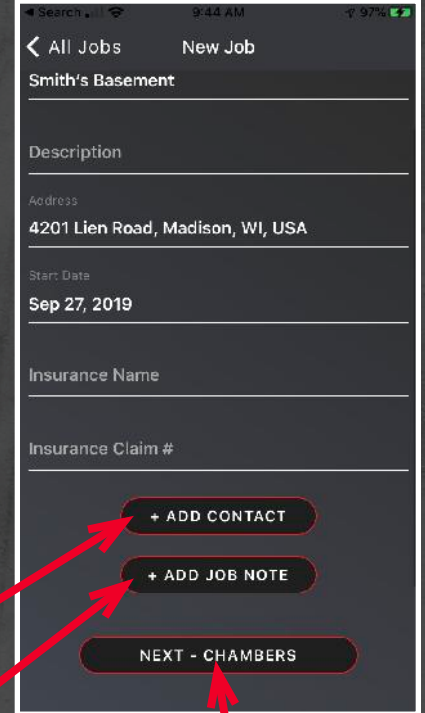 Search
9:44 AM
97%
All Jobs New Job
Smith's Basement
Description
Address
4201 Lien Road, Madison, WI, USA
Start Date
Sep 27, 2019
Insurance Name
Insurance Claim #
+ ADD CONTACT
+ ADD JOB NOTE
NEXT - CHAMBERS